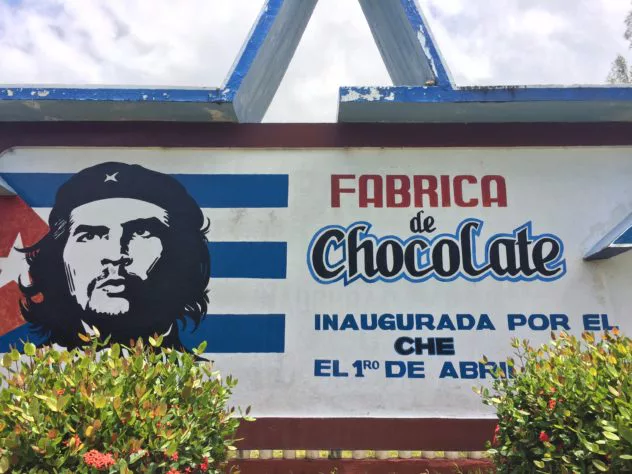 FABRICA
de
Chocolate
INAUGURADA POR EL
CHE
EL 1RO DE ABRIL